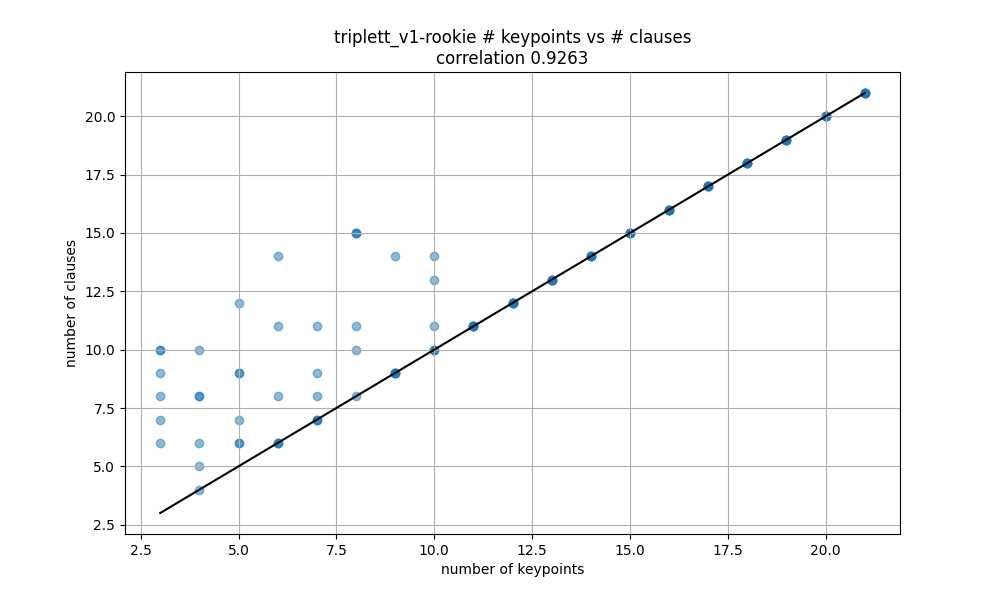 triplett_v1-rookie # keypoints vs # clauses
correlation 0.9263
number of clauses
20.0
17.5
15.0
12.5
10.0
7.5
5.0
2.5
2.5 5.0 7.5 10.0 12.5 15.0 17.5 20.0
number of keypoints